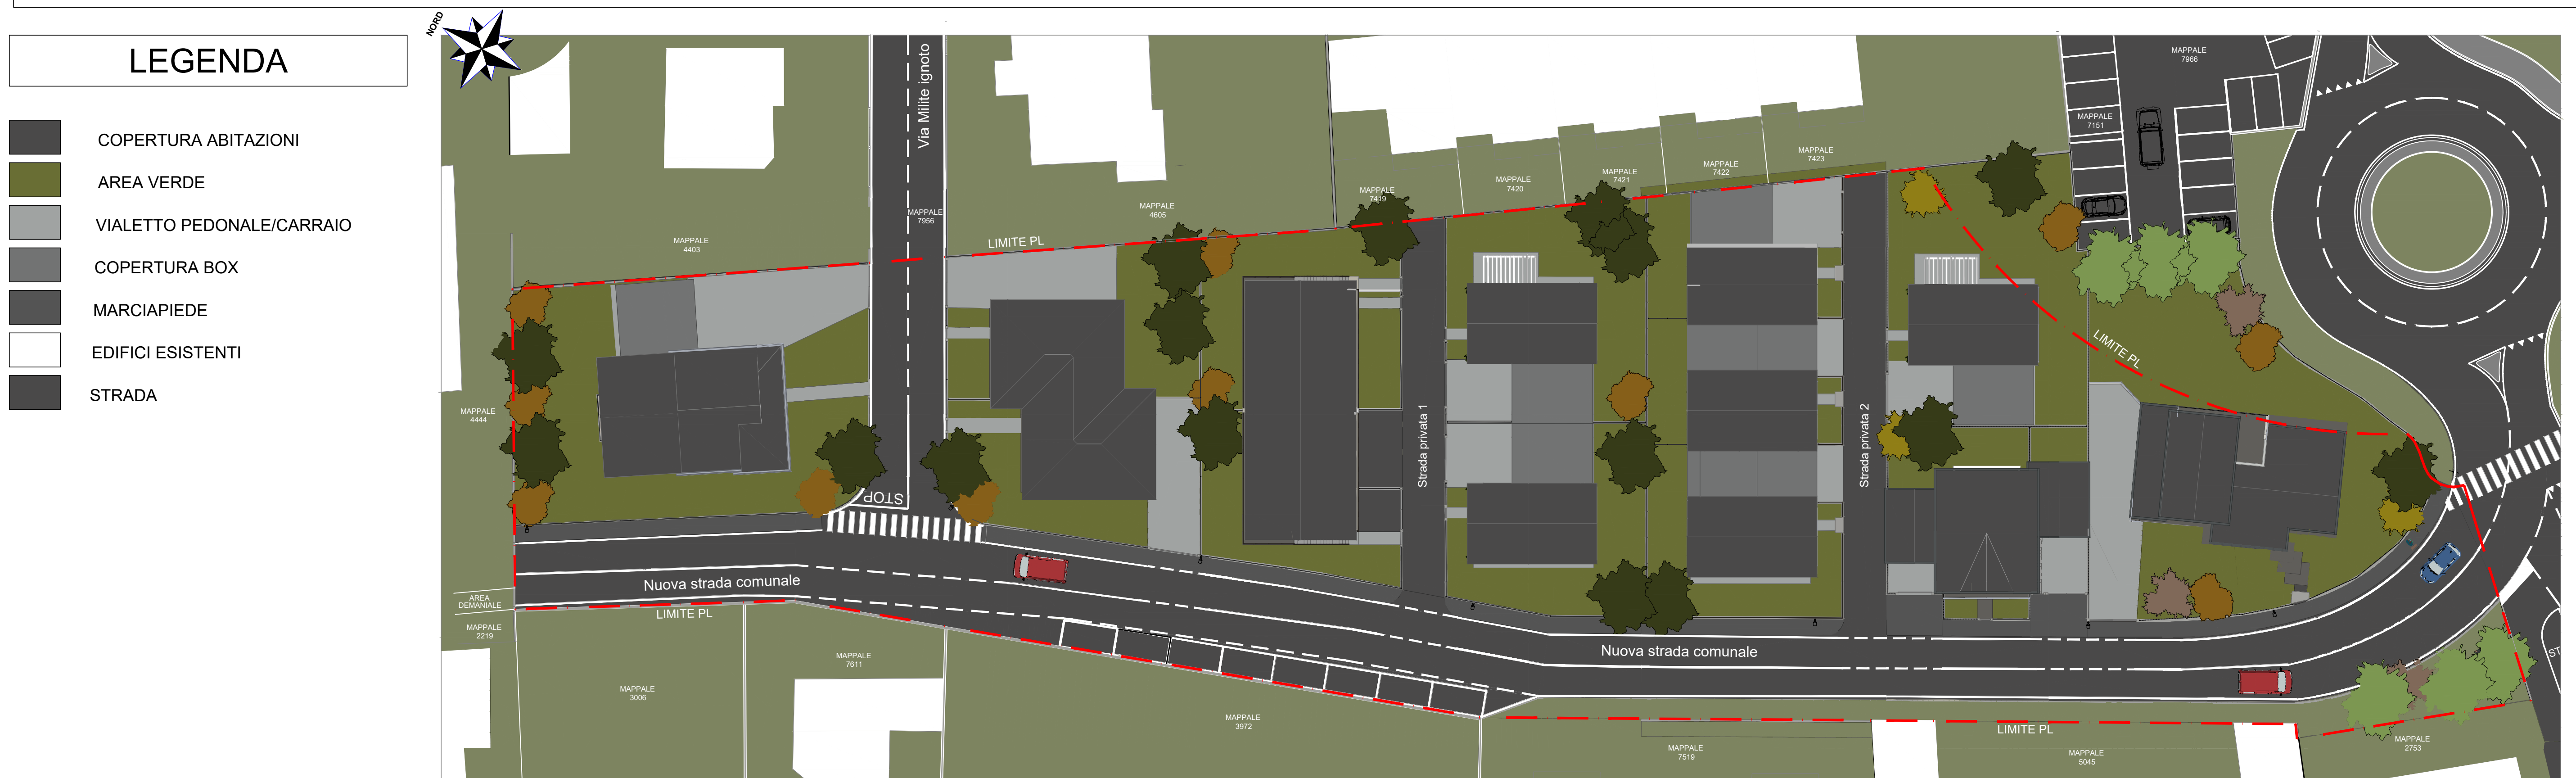 NORD
LEGENDA
COPERTURA ABITAZIONI
AREA VERDE
VIALETTO PEDONALE/CARRAIO
COPERTURA BOX
MARCIAPIEDE
EDIFICI ESISTENTI
STRADA
Via Milite ignoto
MAPPALE
7966
MAPPALE
7151
MAPPALE
7423
MAPPALE
7422
MAPPALE
7421
MAPPALE
7420
MAPPALE
7419
MAPPALE
4605
MAPPALE
7956
MAPPALE
4403
LIMITE PL
LIMITE PL
MAPPALE
4444
Strada privata 1
Strada privata 2
STOP
Nuova strada comunale
AREA
DEMANIALE
LIMITE PL
MAPPALE
2219
MAPPALE
7611
MAPPALE
3006
MAPPALE
3972
Nuova strada comunale
ST
LIMITE PL
MAPPALE
7519
MAPPALE
5045
MAPPALE
2753